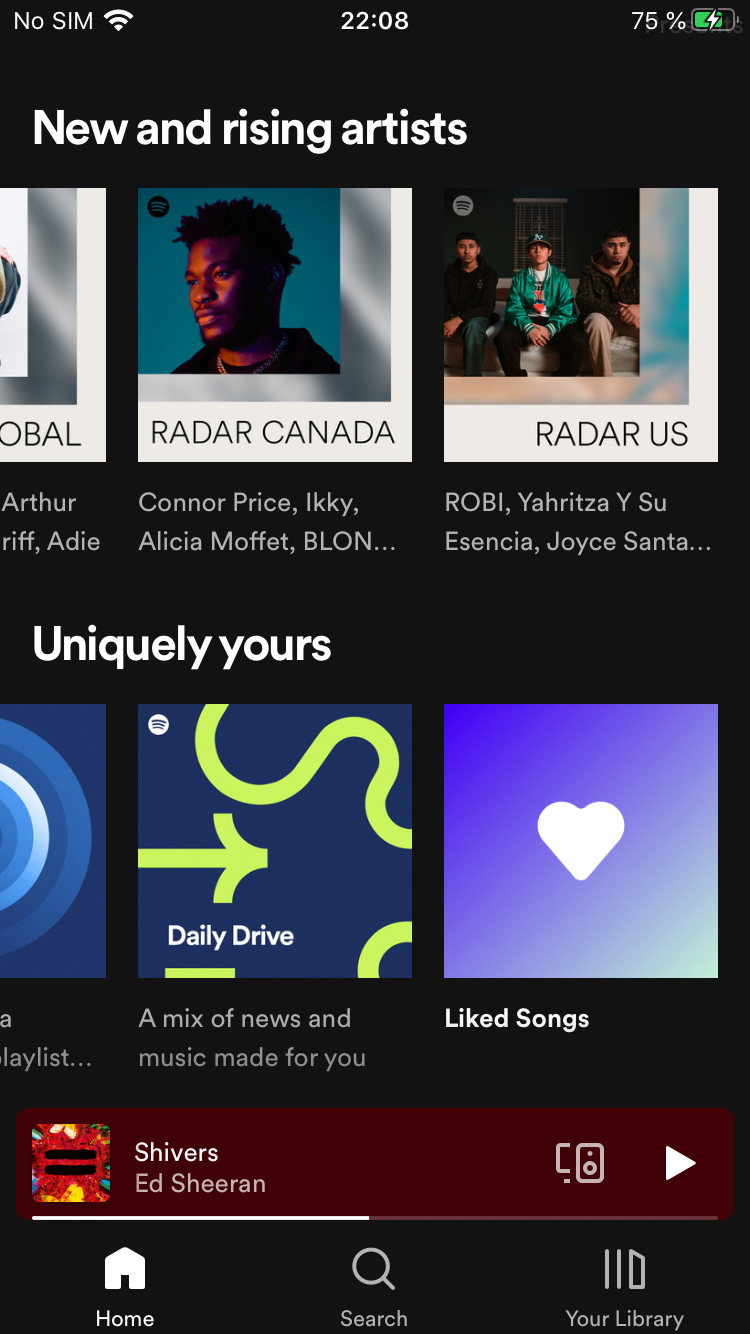 No SIM 22:08 75 %
New and rising artists
OBAL
RADAR CANADA
RADAR US
Arthur
riff, Adie
Connor Price, Ikky,
Alicia Moffet, BLON...
ROBI, Yahritza Y Su
Esencia, Joyce Santa...
Uniquely yours
Daily Drive
a
laylist...
A mix of news and
music made for you
Liked Songs
Shivers
Ed Sheeran
Home
Search
Your Library